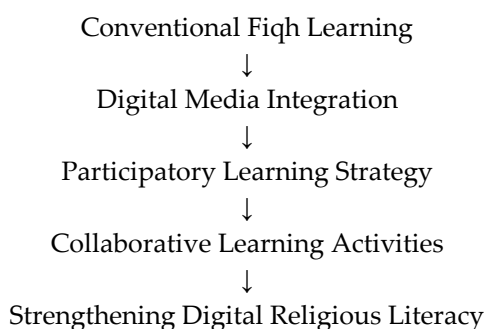 Conventional Fiqh Learning
↓
Digital Media Integration
↓
Participatory Learning Strategy
↓
Collaborative Learning Activities
↓
Strengthening Digital Religious Literacy